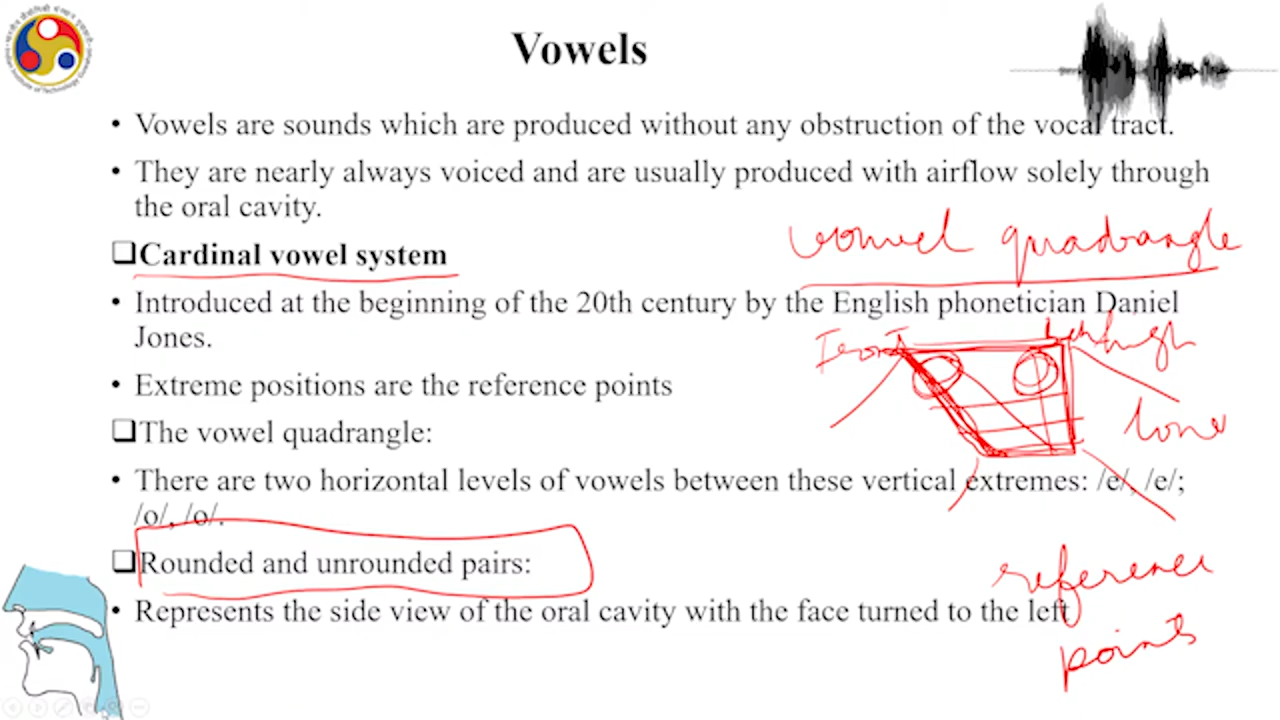 Vowels
• Vowels are sounds which are produced without any obstruction of the vocal tract.
• They are nearly always voiced and are usually produced with airflow solely through
the oral cavity.
vowel quadrangle
❑Cardinal vowel system
• Introduced at the beginning of the 20th century by the English phonetician Daniel
Jones.
Front
high
• Extreme positions are the reference points
❑The vowel quadrangle:
• There are two horizontal levels of vowels between these vertical extremes: /e/, /e/;
/o/, /o/.
❑Rounded and unrounded pairs:
reference
• Represents the side view of the oral cavity with the face turned to the left
points